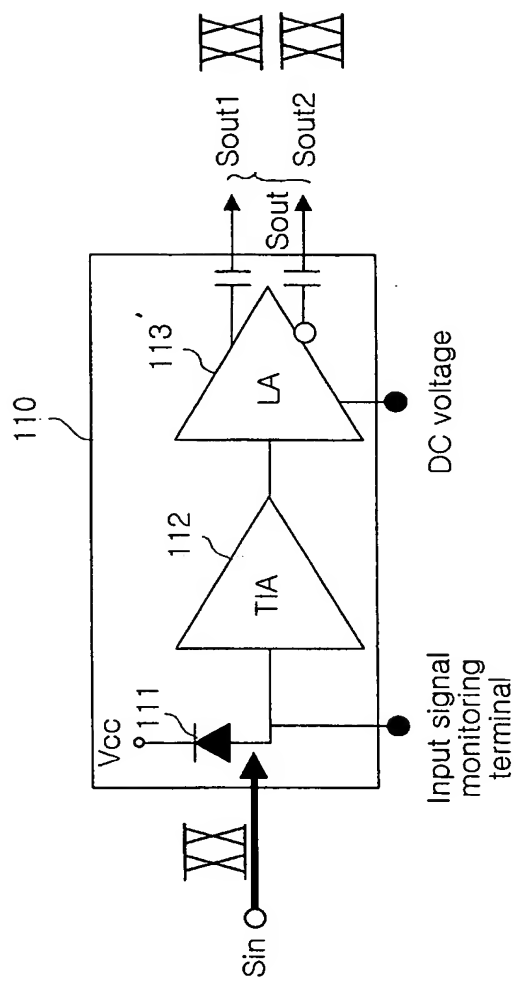 110
Vcc
111
112
113'
TIA
LA
Sin
Sout1
Sout
Sout2
Input signal
monitoring
terminal
DC voltage